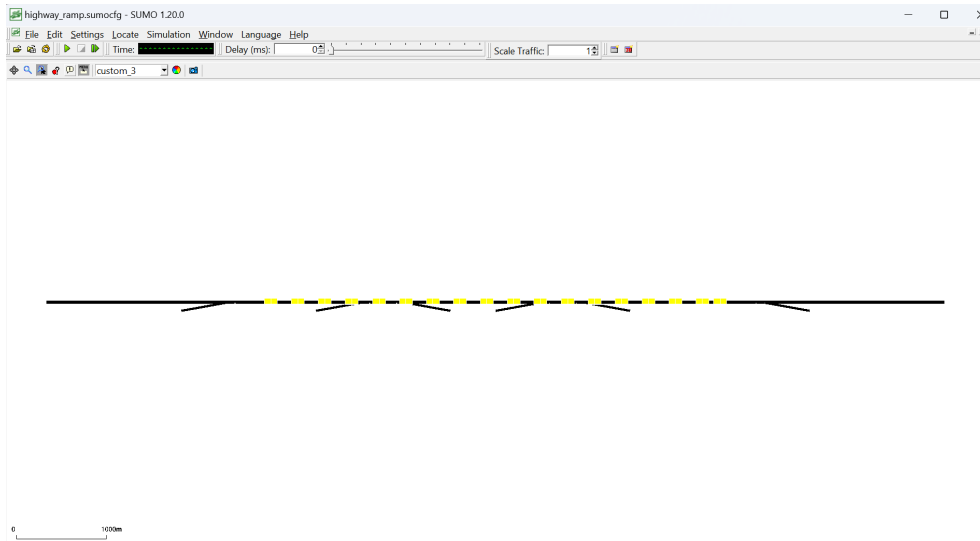 highway_ramp.sumocfg - SUMO 1.20.0
File Edit Settings Locate Simulation Window Language Help
Time: Delay (ms): 0 Scale Traffic: 1
custom_3
0 1000m